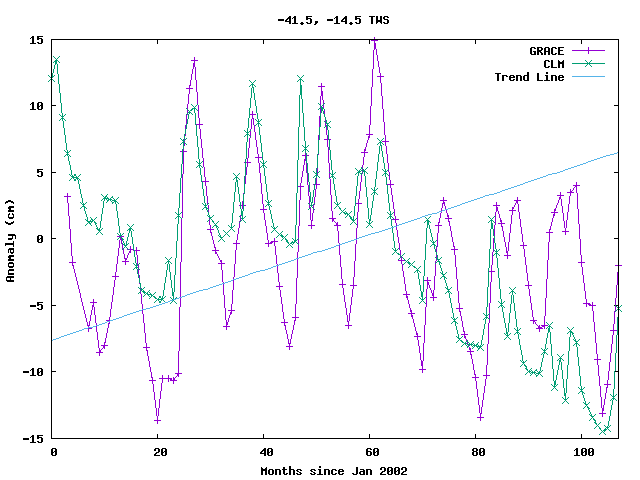 -41.5, -14.5 TWS
GRACE
CLM
Trend Line
15
10
5
0
-5
-10
-15
Anomaly (cm)
0 20 40 60 80 100
Months since Jan 2002